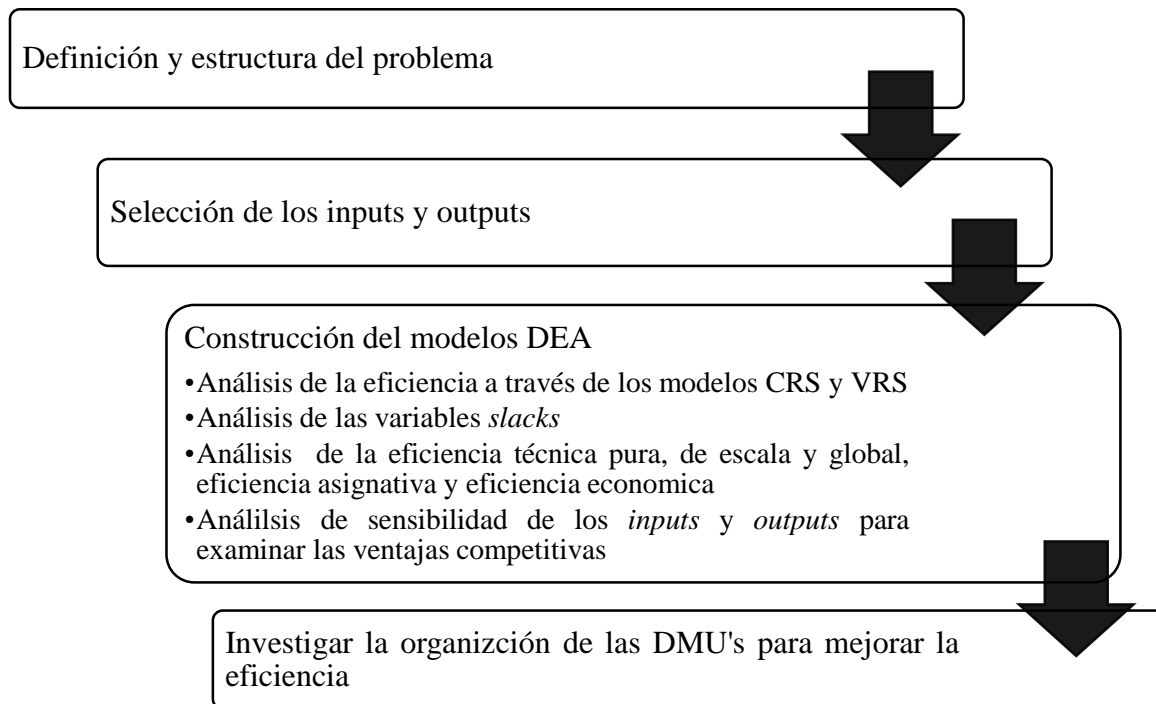 Definición y estructura del problema
Selección de los inputs y outputs
Construcción del modelos DEA
•Análisis de la eficiencia a través de los modelos CRS y VRS
•Análisis de las variables slacks
•Análisis de la eficiencia técnica pura, de escala y global,
eficiencia asignativa y eficiencia economica
•Análilsis de sensibilidad de los inputs y outputs para
examinar las ventajas competitivas
Investigar la organizción de las DMU's para mejorar la
eficiencia